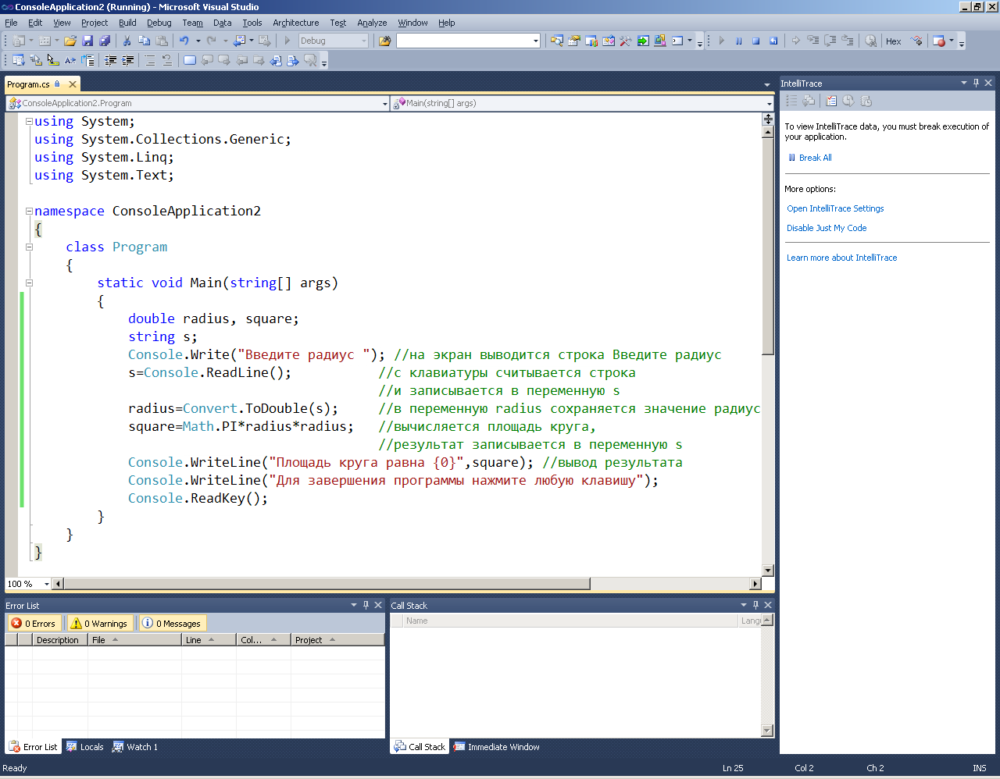 ConsoleApplication2 (Running) - Microsoft Visual Studio
File Edit View Project Build Debug Team Data Tools Architecture Test Analyze Window Help
Debug
Hex
Program.cs
ConsoleApplication2.Program
Main(string[] args)
using System;
using System.Collections.Generic;
using System.Linq;
using System.Text;
namespace ConsoleApplication2
{
class Program
{
static void Main(string[] args)
{
double radius, square;
string s;
Console.Write("Введите радиус "); //на экран выводится строка Введите радиус
s=Console.ReadLine(); //с клавиатуры считывается строка
//и записывается в переменную s
radius=Convert.ToDouble(s); //в переменную radius сохраняется значение радиус
square=Math.PI*radius*radius; //вычисляется площадь круга,
//результат записывается в переменную s
Console.WriteLine("Площадь круга равна {0}",square); //вывод результата
Console.WriteLine("Для завершения программы нажмите любую клавишу");
Console.ReadKey();
}
}
}
100 %
IntelliTrace
To view IntelliTrace data, you must break execution of
your application.
Break All
More options:
Open IntelliTrace Settings
Disable Just My Code
Learn more about IntelliTrace
Error List
0 Errors 0 Warnings 0 Messages
Description File Line Col... Project
Error List Locals Watch 1
Call Stack
Name Lang
Call Stack Immediate Window
Ready Ln 25 Col 2 Ch 2 INS